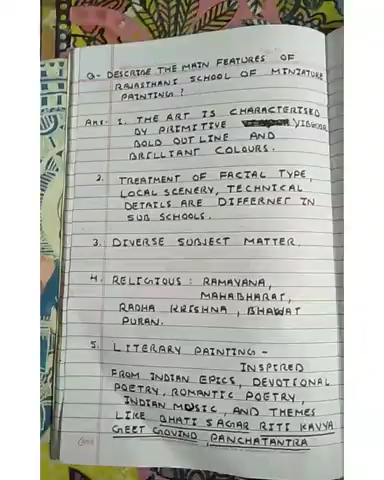 Q- DESCRIBE THE MAIN FEATURES OF
RAJASTHANI SCHOOL OF MINIATURE
PAINTING?
Ans- 1. THE ART IS CHARACTERISED
BY PRIMITIVE VIGOUR
BOLD OUT LINE AND
BRILLIANT COLOURS.
2. TREATMENT OF FACIAL TYPE,
LOCAL SCENERY, TECHNICAL
DETAILS ARE DIFFERNET IN
SUB SCHOOLS.
3. DIVERSE SUBJECT MATTER.
4. RELIGIOUS: RAMAYANA,
MAHABHARAT,
RADHA KRISHNA, BHAWAT
PURAN.
5. LITERARY PAINTING -
INSPIRED
FROM INDIAN EPICS, DEVOTIONAL
POETRY, ROMANTIC POETRY,
INDIAN MUSIC, AND THEMES
LIKE BHATI SAGAR RITI KAVYA
GEET GOVIND, PANCHATANTRA